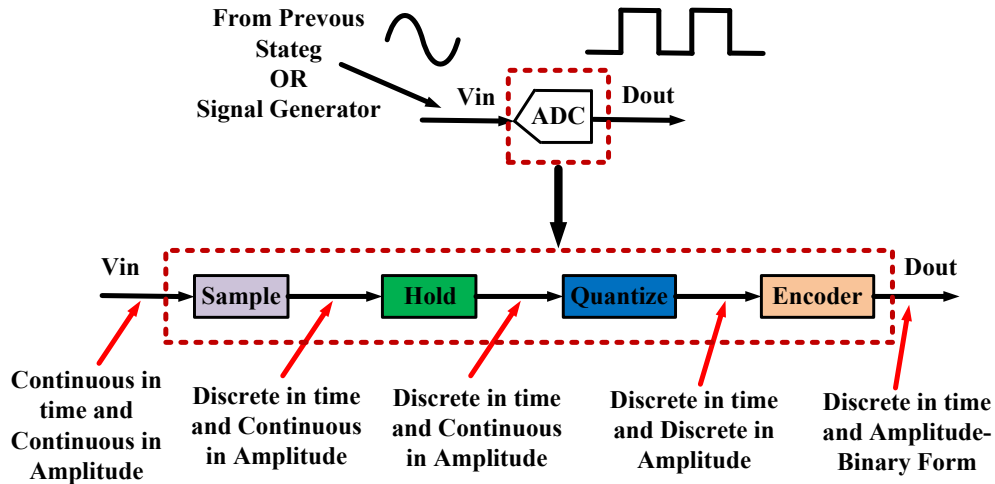 From Prevous
Stateg
OR
Signal Generator
Vin
ADC
Dout
Vin
Sample
Hold
Quantize
Encoder
Dout
Continuous in
time and
Continuous in
Amplitude
Discrete in time
and Continuous
in Amplitude
Discrete in time
and Continuous
in Amplitude
Discrete in time
and Discrete in
Amplitude
Discrete in time
and Amplitude-
Binary Form